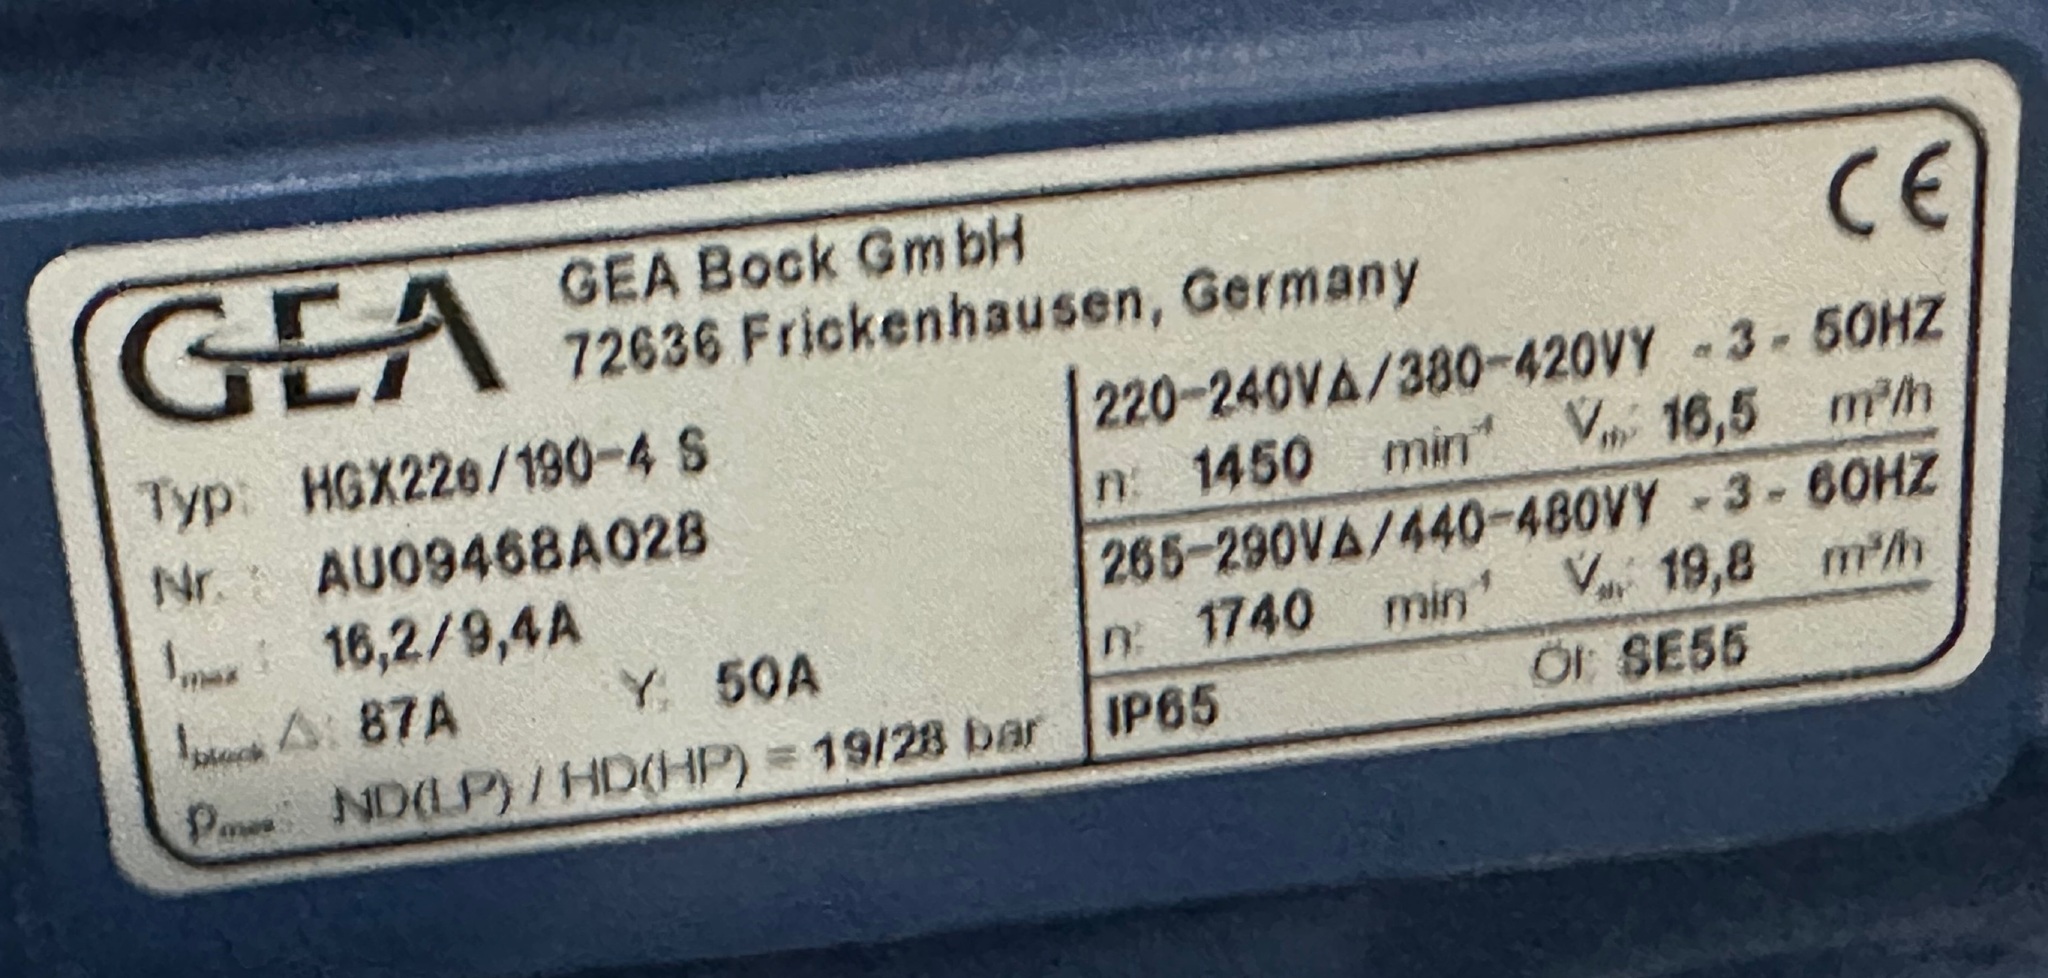 CE
GEA
GEA Bock GmbH
72636 Frickenhausen, Germany
Typ: HGX22e/190-4 S
Nr. : AU09468A028
Imax : 16,2/9,4A
Iblock Δ: 87A Y: 50A
pmax: ND(LP) / HD(HP) = 19/28 bar
220-240VΔ/380-420VY - 3 - 50HZ
n: 1450 min⁻¹ V̇th: 16,5 m³/h
265-290VΔ/440-480VY - 3 - 60HZ
n: 1740 min⁻¹ V̇th: 19,8 m³/h
IP65 Öl: SE55